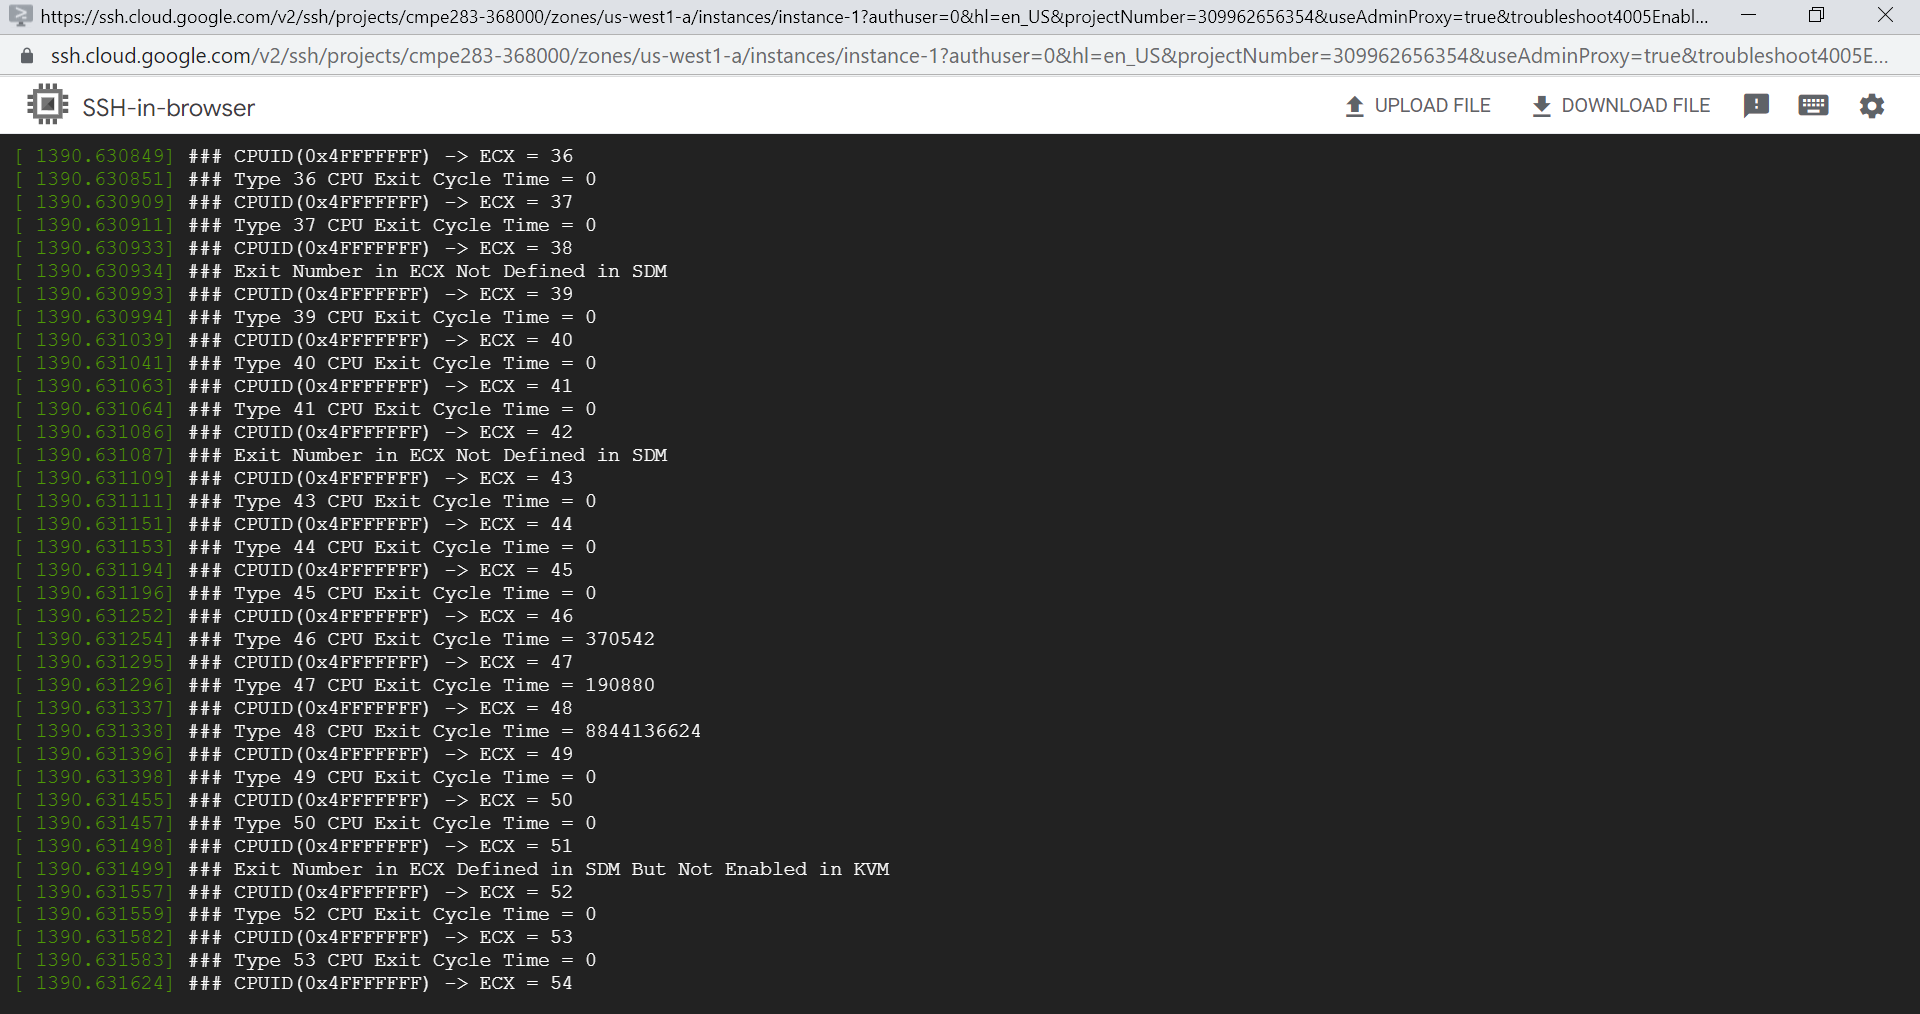 https://ssh.cloud.google.com/v2/ssh/projects/cmpe283-368000/zones/us-west1-a/instances/instance-1?authuser=0&hl=en_US&projectNumber=309962656354&useAdminProxy=true&troubleshoot4005Enabl...
ssh.cloud.google.com/v2/ssh/projects/cmpe283-368000/zones/us-west1-a/instances/instance-1?authuser=0&hl=en_US&projectNumber=309962656354&useAdminProxy=true&troubleshoot4005E...
SSH-in-browser UPLOAD FILE DOWNLOAD FILE
[ 1390.630849] ### CPUID(0x4FFFFFFF) -> ECX = 36
[ 1390.630851] ### Type 36 CPU Exit Cycle Time = 0
[ 1390.630909] ### CPUID(0x4FFFFFFF) -> ECX = 37
[ 1390.630911] ### Type 37 CPU Exit Cycle Time = 0
[ 1390.630933] ### CPUID(0x4FFFFFFF) -> ECX = 38
[ 1390.630934] ### Exit Number in ECX Not Defined in SDM
[ 1390.630993] ### CPUID(0x4FFFFFFF) -> ECX = 39
[ 1390.630994] ### Type 39 CPU Exit Cycle Time = 0
[ 1390.631039] ### CPUID(0x4FFFFFFF) -> ECX = 40
[ 1390.631041] ### Type 40 CPU Exit Cycle Time = 0
[ 1390.631063] ### CPUID(0x4FFFFFFF) -> ECX = 41
[ 1390.631064] ### Type 41 CPU Exit Cycle Time = 0
[ 1390.631086] ### CPUID(0x4FFFFFFF) -> ECX = 42
[ 1390.631087] ### Exit Number in ECX Not Defined in SDM
[ 1390.631109] ### CPUID(0x4FFFFFFF) -> ECX = 43
[ 1390.631111] ### Type 43 CPU Exit Cycle Time = 0
[ 1390.631151] ### CPUID(0x4FFFFFFF) -> ECX = 44
[ 1390.631153] ### Type 44 CPU Exit Cycle Time = 0
[ 1390.631194] ### CPUID(0x4FFFFFFF) -> ECX = 45
[ 1390.631196] ### Type 45 CPU Exit Cycle Time = 0
[ 1390.631252] ### CPUID(0x4FFFFFFF) -> ECX = 46
[ 1390.631254] ### Type 46 CPU Exit Cycle Time = 370542
[ 1390.631295] ### CPUID(0x4FFFFFFF) -> ECX = 47
[ 1390.631296] ### Type 47 CPU Exit Cycle Time = 190880
[ 1390.631337] ### CPUID(0x4FFFFFFF) -> ECX = 48
[ 1390.631338] ### Type 48 CPU Exit Cycle Time = 8844136624
[ 1390.631396] ### CPUID(0x4FFFFFFF) -> ECX = 49
[ 1390.631398] ### Type 49 CPU Exit Cycle Time = 0
[ 1390.631455] ### CPUID(0x4FFFFFFF) -> ECX = 50
[ 1390.631457] ### Type 50 CPU Exit Cycle Time = 0
[ 1390.631498] ### CPUID(0x4FFFFFFF) -> ECX = 51
[ 1390.631499] ### Exit Number in ECX Defined in SDM But Not Enabled in KVM
[ 1390.631557] ### CPUID(0x4FFFFFFF) -> ECX = 52
[ 1390.631559] ### Type 52 CPU Exit Cycle Time = 0
[ 1390.631582] ### CPUID(0x4FFFFFFF) -> ECX = 53
[ 1390.631583] ### Type 53 CPU Exit Cycle Time = 0
[ 1390.631624] ### CPUID(0x4FFFFFFF) -> ECX = 54